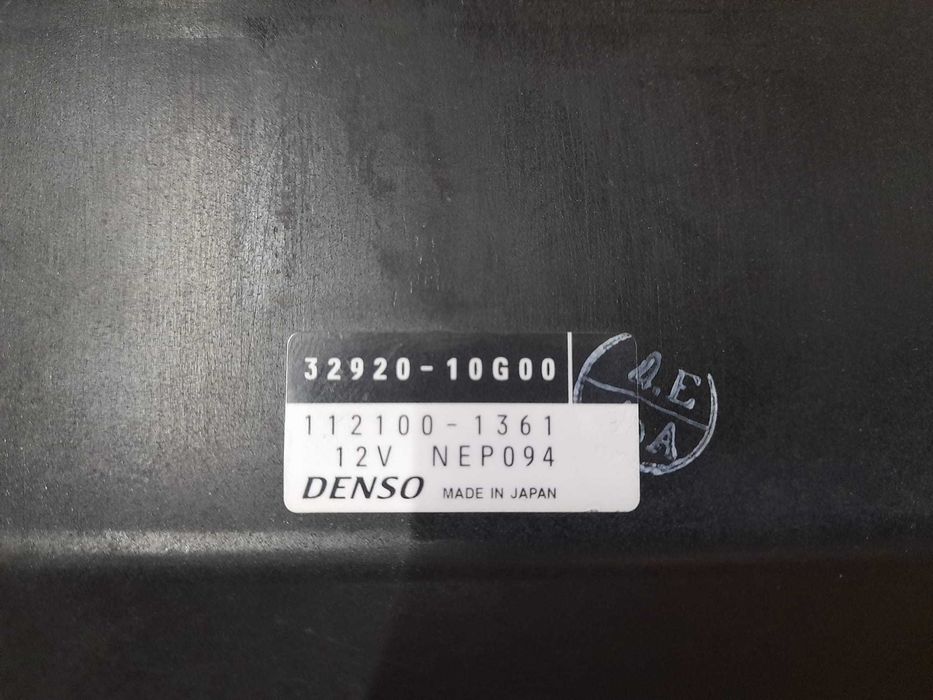 32920-10G00
112100-1361
12V NEP094
DENSO MADE IN JAPAN